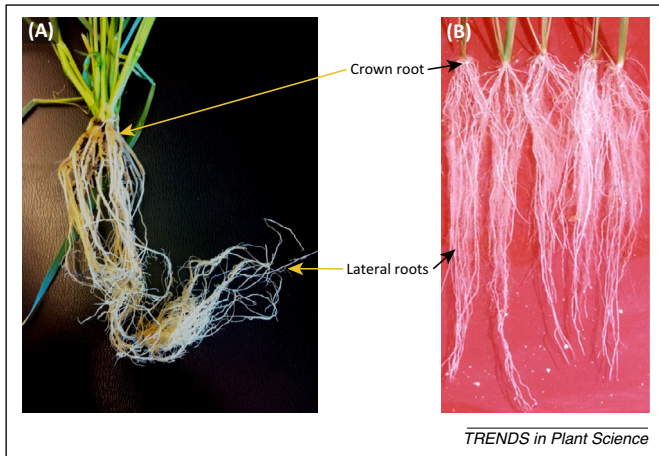 (A)
(B)
Crown root
Lateral roots
TRENDS in Plant Science